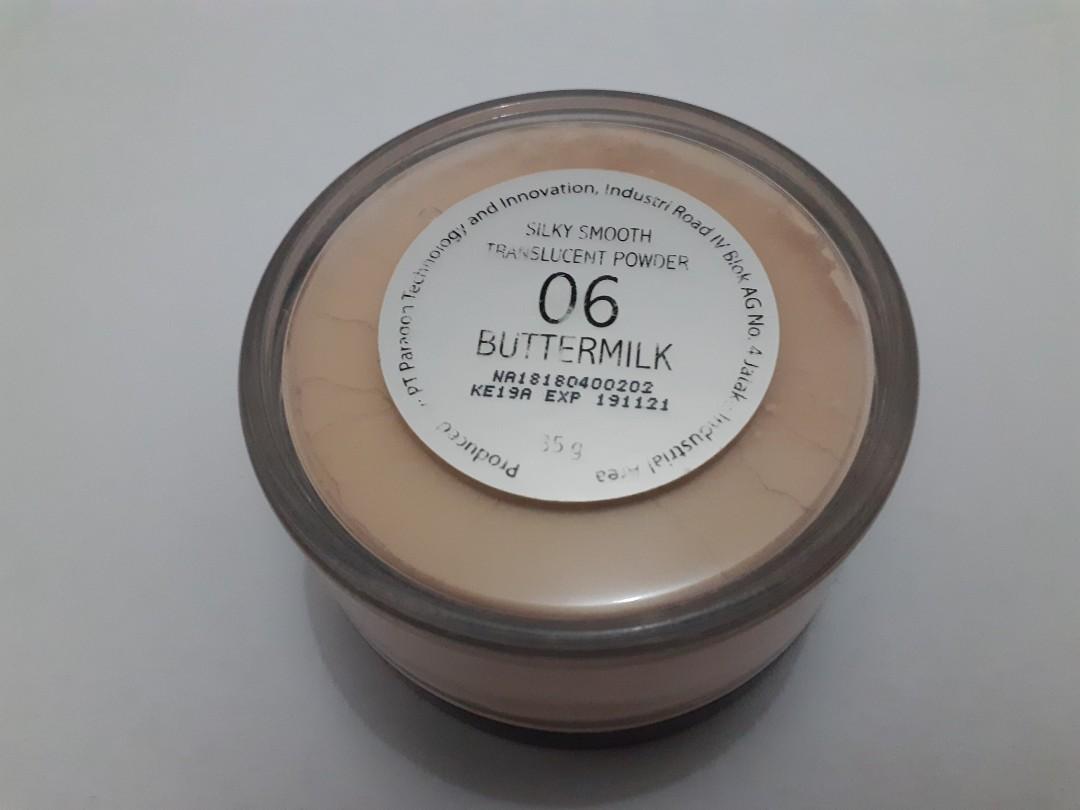 SILKY SMOOTH
TRANSLUCENT POWDER
06
BUTTERMILK
NA18180400202
KE19A EXP 191121
35 g
Produced PT Paragon Technology and Innovation, Industri Road IV Blok AG No. 4 Jatake Industrial Area